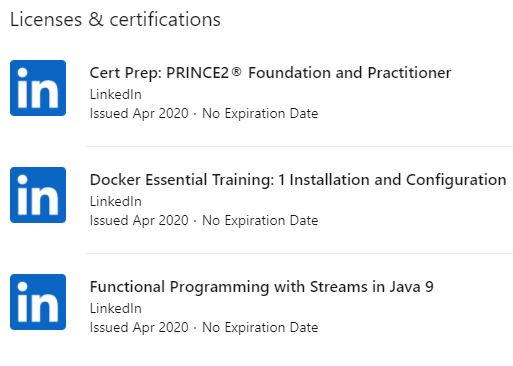 Licenses & certifications
in
Cert Prep: PRINCE2® Foundation and Practitioner
LinkedIn
Issued Apr 2020 · No Expiration Date
in
Docker Essential Training: 1 Installation and Configuration
LinkedIn
Issued Apr 2020 · No Expiration Date
in
Functional Programming with Streams in Java 9
LinkedIn
Issued Apr 2020 · No Expiration Date